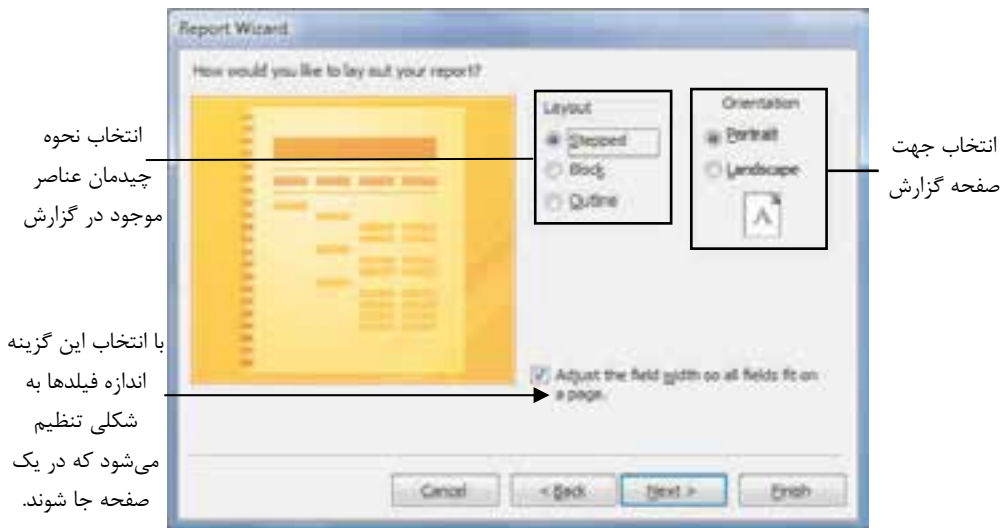 Report Wizard
How would you like to lay out your report?
Layout
Stepped
Block
Outline
Orientation
Portrait
Landscape
A
Adjust the field width so all fields fit on
a page.
Cancel
< Back
Next >
Finish
انتخاب نحوه
چیدمان عناصر
موجود در گزارش
انتخاب جهت
صفحه گزارش
با انتخاب این گزینه
اندازه فیلدها به
شکلی تنظیم
می‌شود که در یک
صفحه جا شوند.